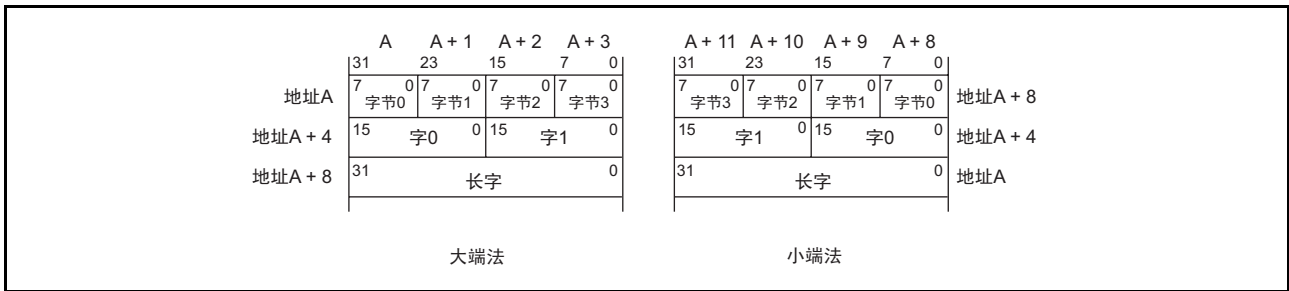 A A + 1 A + 2 A + 3 A + 11 A + 10 A + 9 A + 8
31 23 15 7 0 31 23 15 7 0
地址A 7 字节0 0 7 字节1 0 7 字节2 0 7 字节3 0 7 字节3 0 7 字节2 0 7 字节1 0 7 字节0 0 地址A + 8
地址A + 4 15 字0 0 15 字1 0 15 字1 0 15 字0 0 地址A + 4
地址A + 8 31 长字 0 31 长字 0 地址A
大端法 小端法